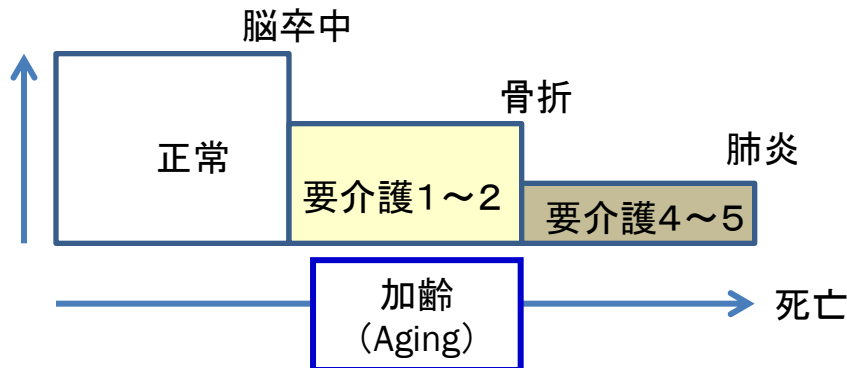 脳卒中
骨折
肺炎
正常
要介護１～２
要介護４～５
加齢
（Aging）
死亡